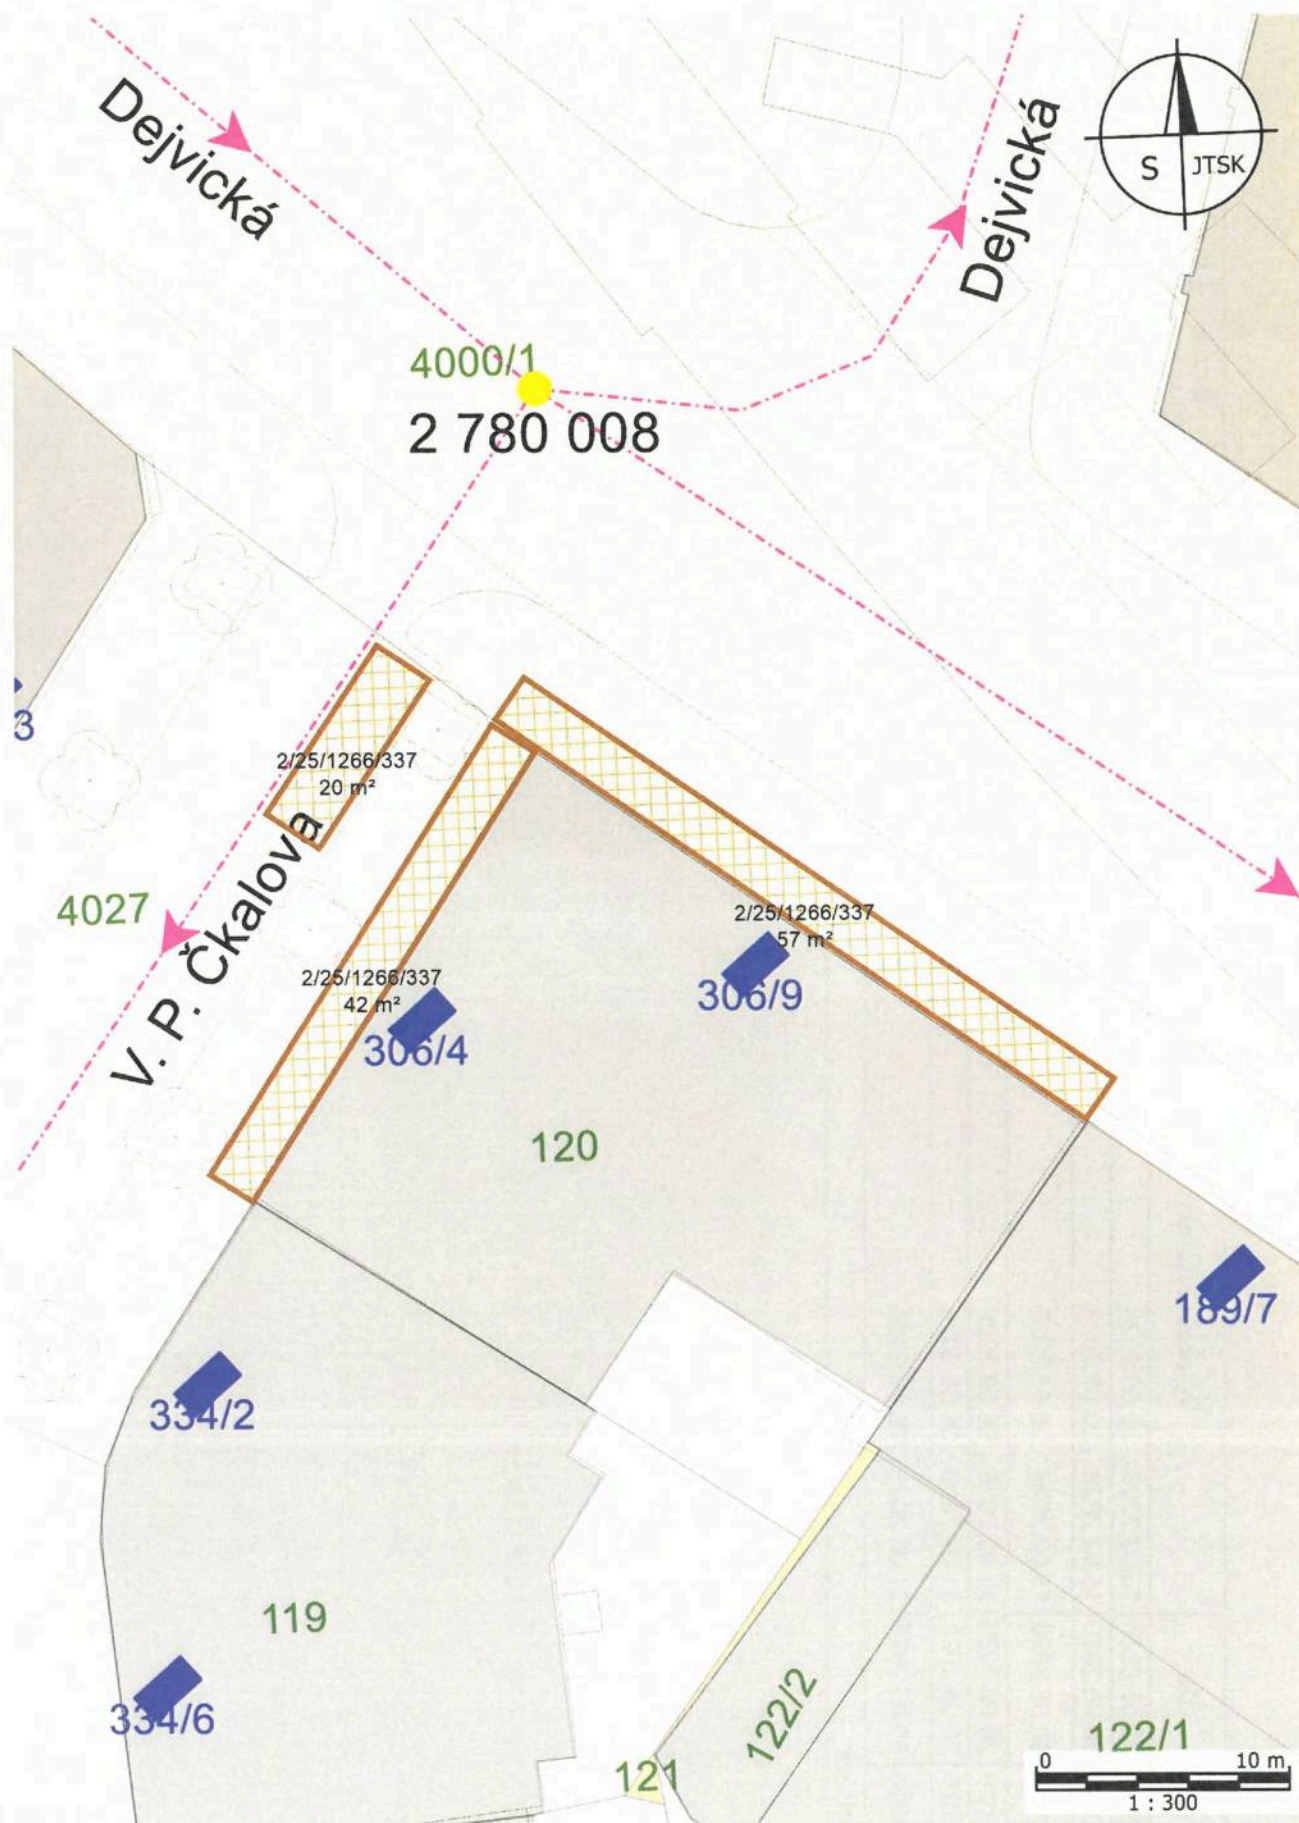 Dejvická
Dejvická
S JTSK
4000/1
2 780 008
3
2/25/1266/337
20 m²
4027
V. P. Čkalova
2/25/1266/337
57 m²
306/9
2/25/1266/337
42 m²
306/4
120
189/7
334/2
119
334/6
122/2
122/1
121
0 10 m
1 : 300